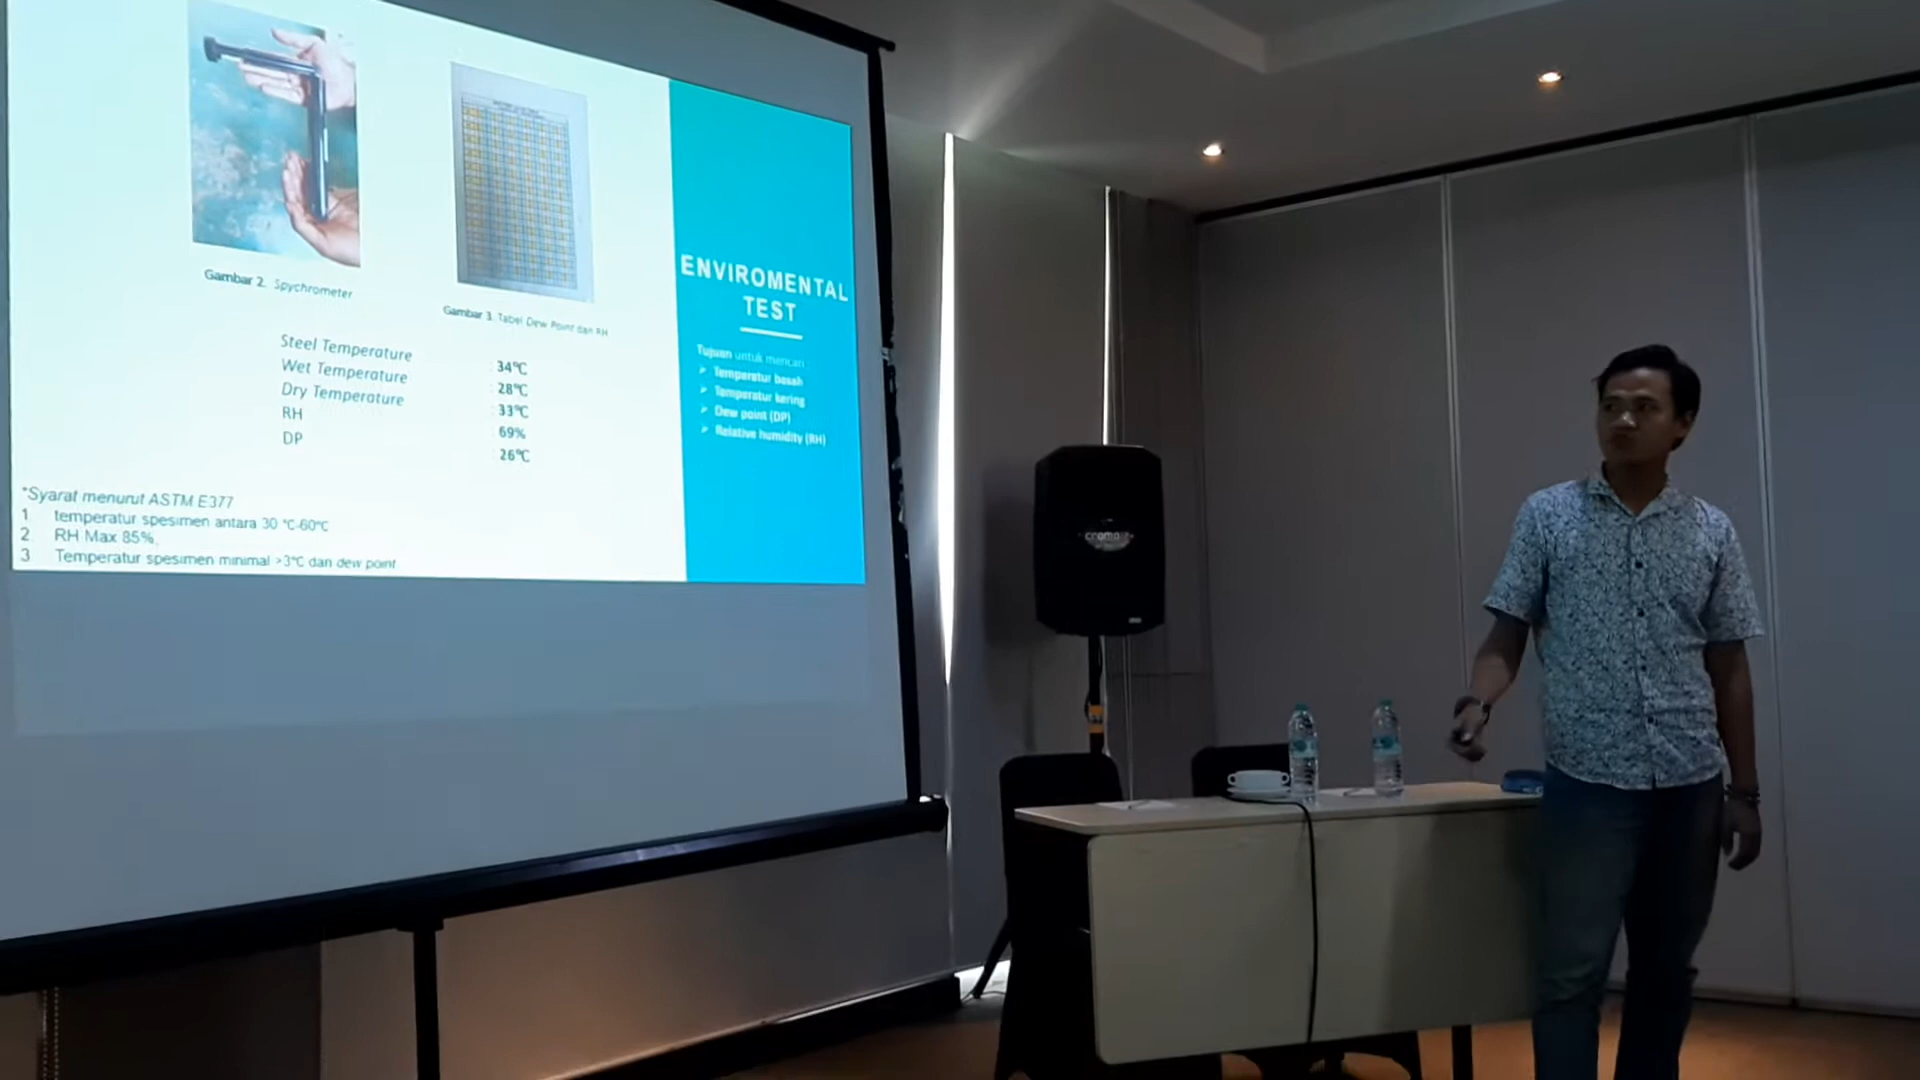 Gambar 2. Spychrometer
Gambar 3. Tabel Dew Point dan RH
Steel Temperature : 34℃
Wet Temperature : 28℃
Dry Temperature : 33℃
RH : 69%
DP : 26℃
*Syarat menurut ASTM E377
1 temperatur spesimen antara 30 °C-60℃
2 RH Max 85%,
3 Temperatur spesimen minimal >3℃ dan dew point
ENVIROMENTAL
TEST
Tujuan untuk mencari
➢ Temperatur basah
➢ Temperatur kering
➢ Dew point (DP)
➢ Relative humidity (RH)